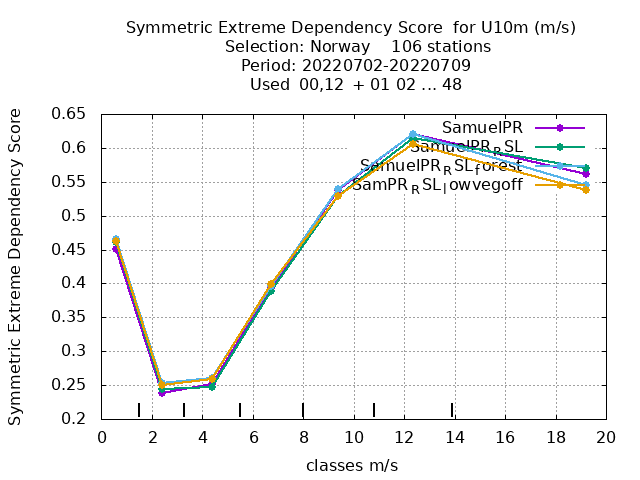 Symmetric Extreme Dependency Score for U10m (m/s)
Selection: Norway 106 stations
Period: 20220702-20220709
Used 00,12 + 01 02 ... 48
Symmetric Extreme Dependency Score
0.65
0.6
0.55
0.5
0.45
0.4
0.35
0.3
0.25
0.2
SamuelPR
SamuelPR_RSL
SamuelPR_RSL_forest
SamPR_RSL_lowvegoff
0 2 4 6 8 10 12 14 16 18 20
classes m/s